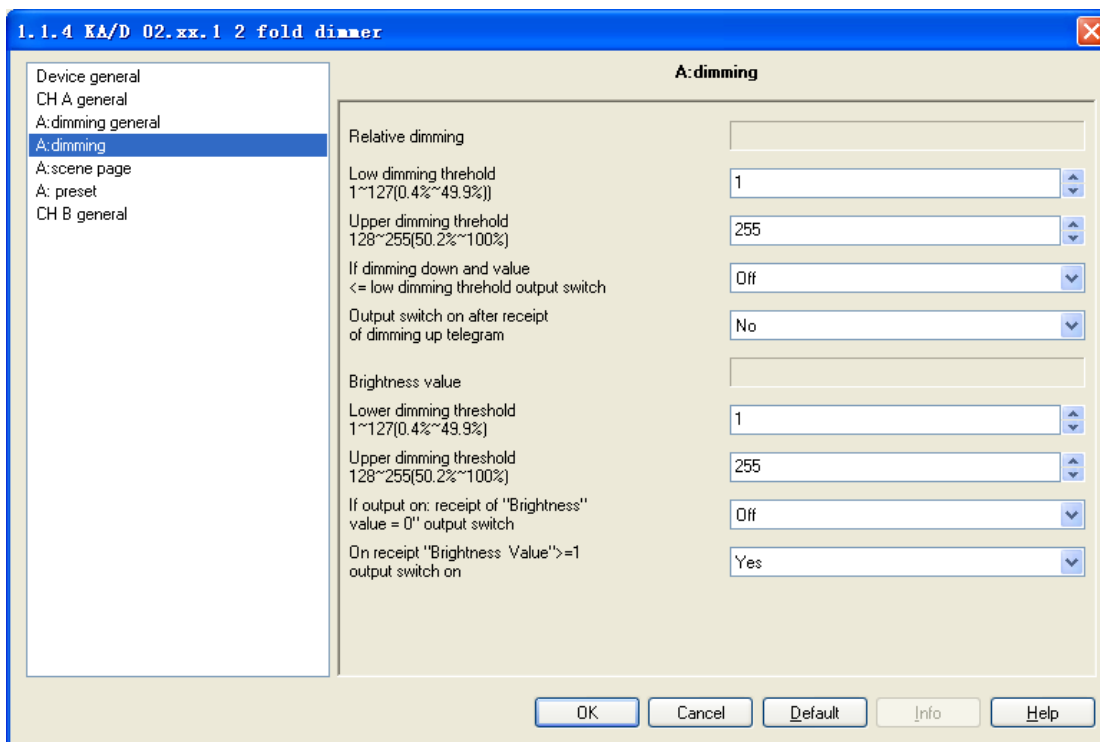 1.1.4 KA/D 02.xx.1 2 fold dimmer
Device general
CH A general
A:dimming general
A:dimming
A:scene page
A: preset
CH B general
A:dimming
Relative dimming
Low dimming threhold
1~127(0.4%~49.9%))
1
Upper dimming threhold
128~255(50.2%~100%)
255
If dimming down and value
<= low dimming threhold output switch
Off
Output switch on after receipt
of dimming up telegram
No
Brightness value
Lower dimming threshold
1~127(0.4%~49.9%)
1
Upper dimming threshold
128~255(50.2%~100%)
255
If output on: receipt of "Brightness"
value = 0" output switch
Off
On receipt "Brightness Value">=1
output switch on
Yes
OK
Cancel
Default
Info
Help